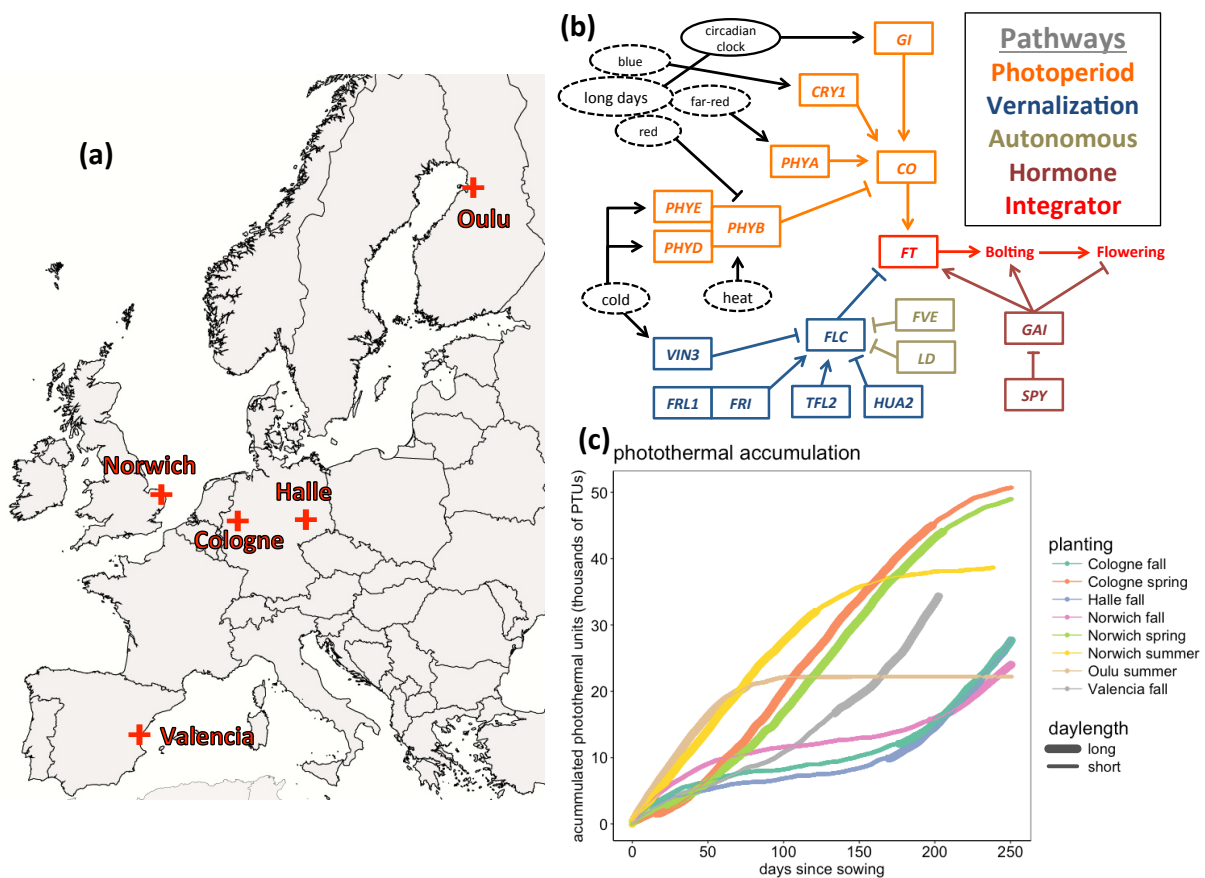 (a)
Oulu
Norwich
Halle
Cologne
Valencia
(b)
circadian
clock
GI
blue
long days
far-red
red
CRY1
PHYA
CO
PHYE
PHYB
PHYD
cold
heat
FT
Bolting
Flowering
VIN3
FLC
FVE
LD
GAI
FRL1
FRI
TFL2
HUA2
SPY
Pathways
Photoperiod
Vernalization
Autonomous
Hormone
Integrator
(c)
photothermal accumulation
acummulated photothermal units (thousands of PTUs)
50
40
30
20
10
0
0 50 100 150 200 250
days since sowing
planting
Cologne fall
Cologne spring
Halle fall
Norwich fall
Norwich spring
Norwich summer
Oulu summer
Valencia fall
daylength
long
short